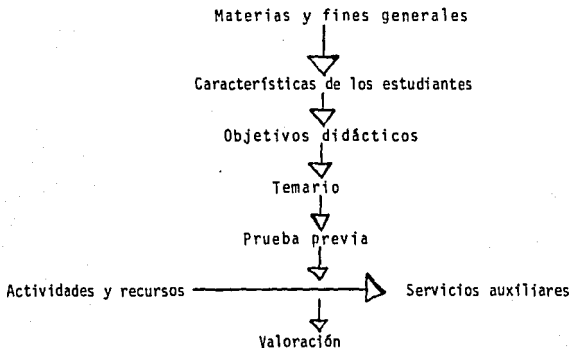 Materias y fines generales
Características de los estudiantes
Objetivos didácticos
Temario
Prueba previa
Actividades y recursos Servicios auxiliares
Valoración